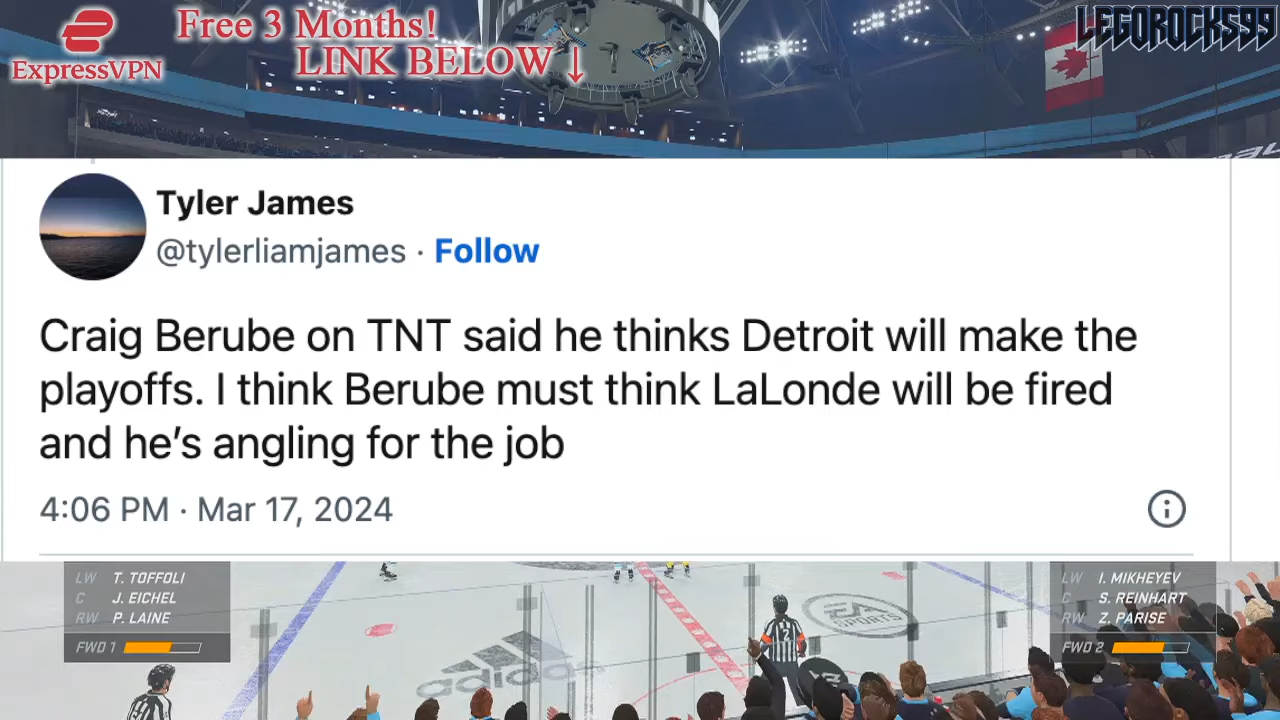 ExpressVPN
Free 3 Months!
LINK BELOW ↓
LEGOROCKS99
Tyler James
@tylerliamjames · Follow
Craig Berube on TNT said he thinks Detroit will make the
playoffs. I think Berube must think LaLonde will be fired
and he’s angling for the job
4:06 PM · Mar 17, 2024
LW T. TOFFOLI
C J. EICHEL
RW P. LAINE
FWD 1
LW I. MIKHEYEV
C S. REINHART
RW Z. PARISE
FWD 2
adidas
EA SPORTS
2